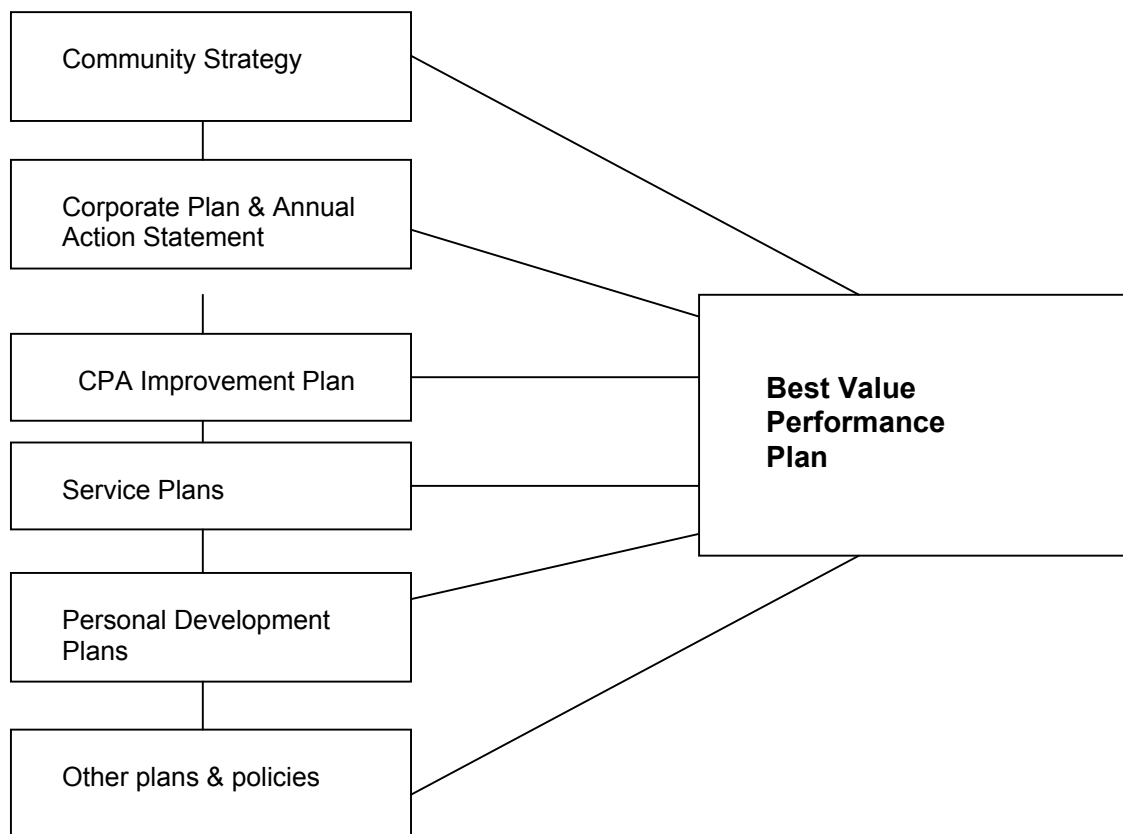 Community Strategy
Corporate Plan & Annual
Action Statement
CPA Improvement Plan
Service Plans
Personal Development
Plans
Other plans & policies
Best Value
Performance
Plan